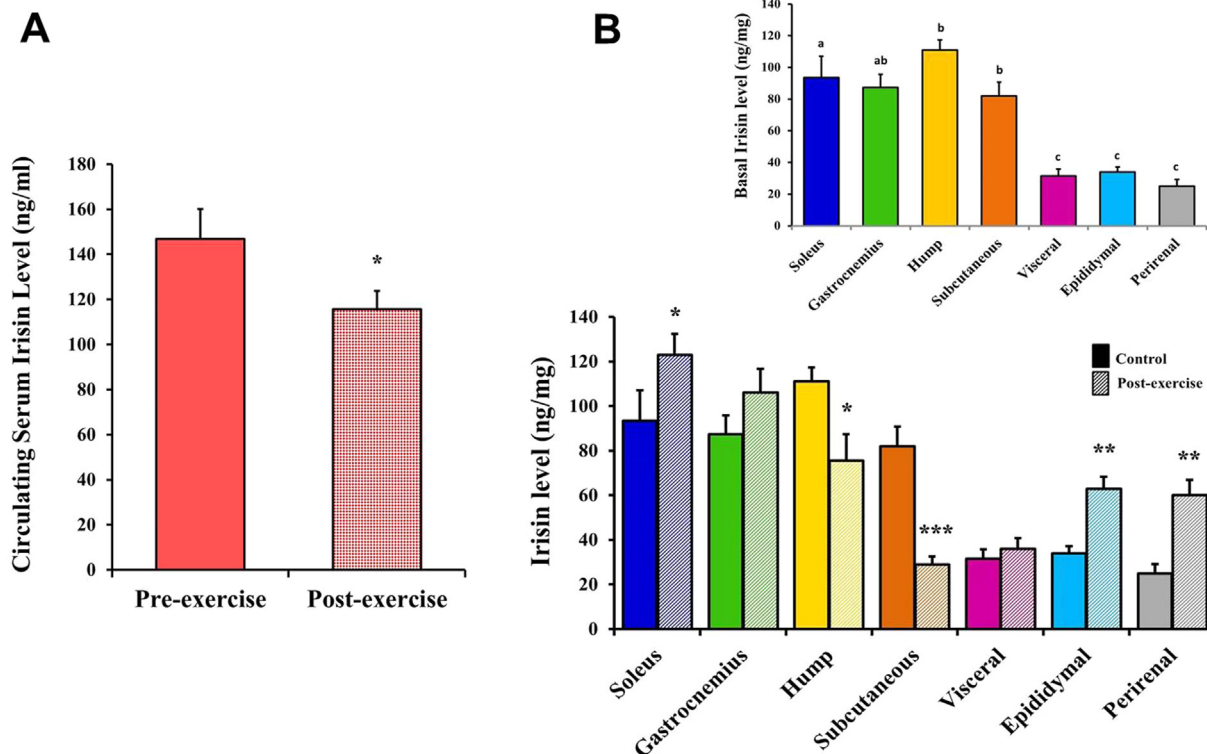 A
Circulating Serum Irisin Level (ng/ml)
180
160
140
120
100
80
60
40
20
0
*
Pre-exercise
Post-exercise
B
Basal Irisin level (ng/mg)
140
120
100
80
60
40
20
0
a
ab
b
b
c
c
c
Soleus
Gastrocnemius
Hump
Subcutaneous
Visceral
Epididymal
Perirenal
Irisin level (ng/mg)
140
120
100
80
60
40
20
0
*
*
***
**
**
Control
Post-exercise
Soleus
Gastrocnemius
Hump
Subcutaneous
Visceral
Epididymal
Perirenal